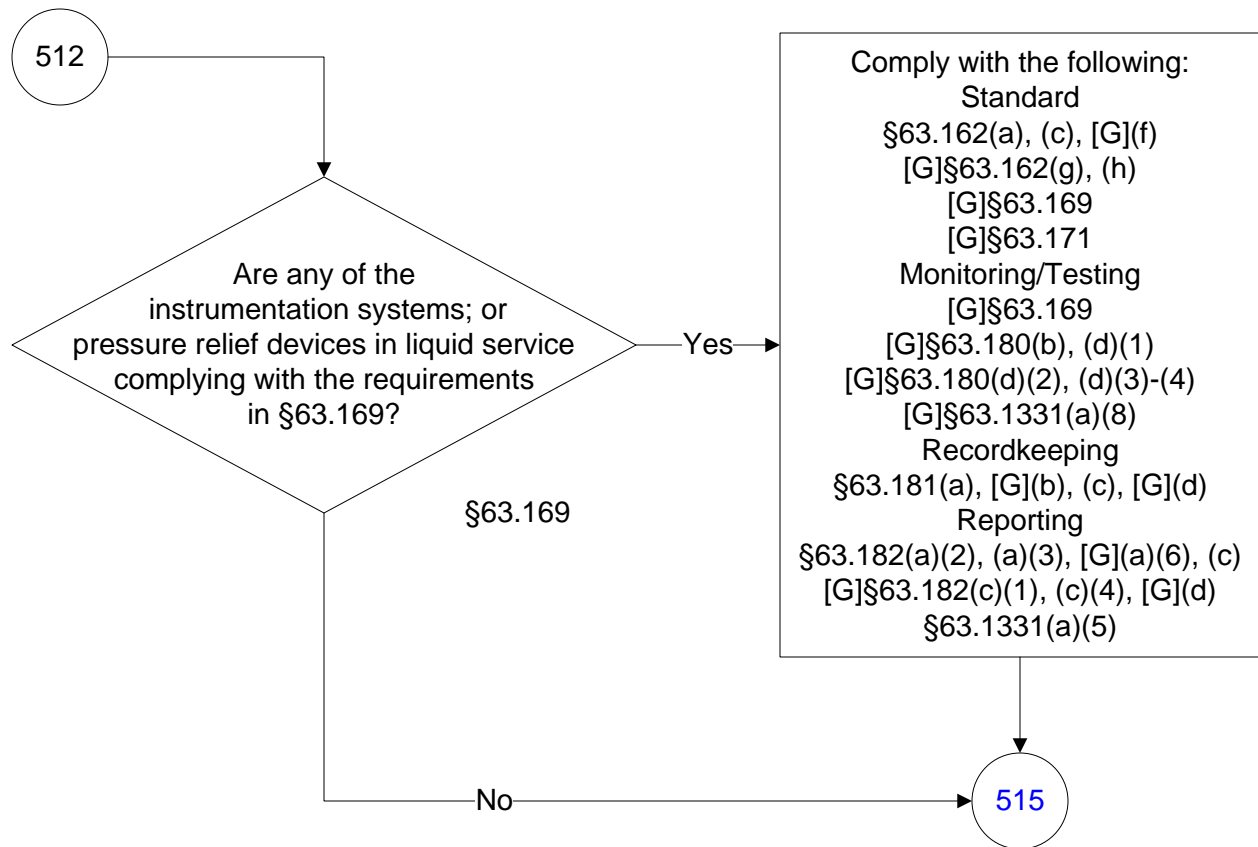 512
Are any of the
instrumentation systems; or
pressure relief devices in liquid service
complying with the requirements
in §63.169?
Yes
§63.169
No
Comply with the following:
Standard
§63.162(a), (c), [G](f)
[G]§63.162(g), (h)
[G]§63.169
[G]§63.171
Monitoring/Testing
[G]§63.169
[G]§63.180(b), (d)(1)
[G]§63.180(d)(2), (d)(3)-(4)
[G]§63.1331(a)(8)
Recordkeeping
§63.181(a), [G](b), (c), [G](d)
Reporting
§63.182(a)(2), (a)(3), [G](a)(6), (c)
[G]§63.182(c)(1), (c)(4), [G](d)
§63.1331(a)(5)
515